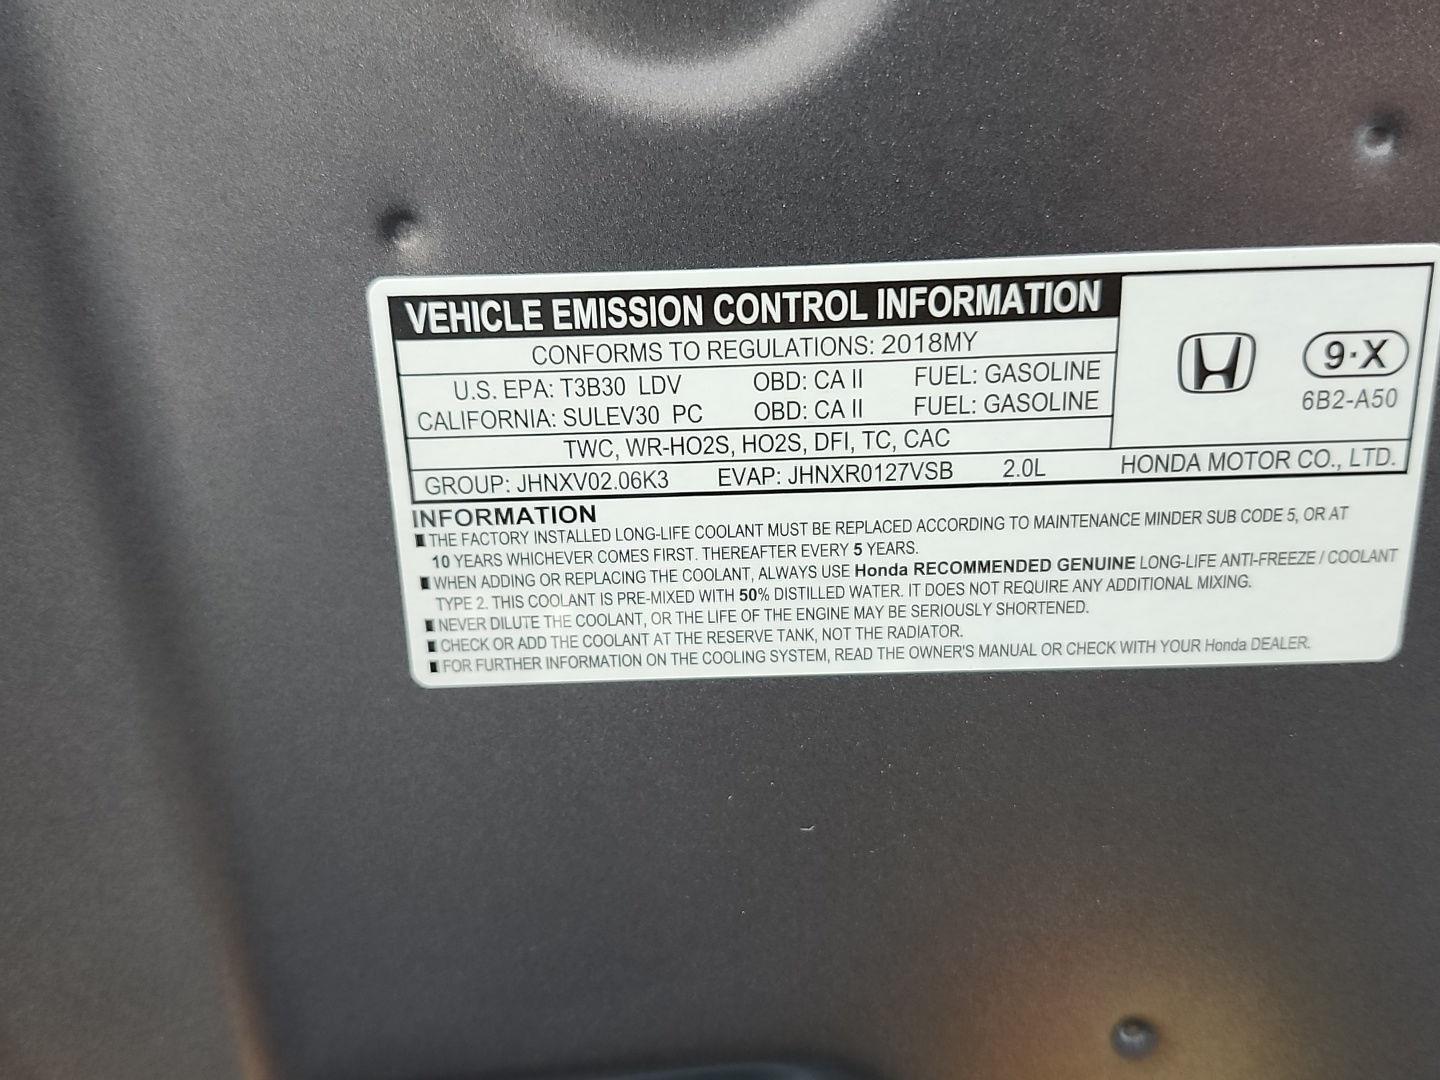 VEHICLE EMISSION CONTROL INFORMATION
CONFORMS TO REGULATIONS: 2018MY
U.S. EPA: T3B30 LDV OBD: CA II FUEL: GASOLINE
CALIFORNIA: SULEV30 PC OBD: CA II FUEL: GASOLINE
TWC, WR-HO2S, HO2S, DFI, TC, CAC
GROUP: JHNXV02.06K3 EVAP: JHNXR0127VSB 2.0L HONDA MOTOR CO., LTD.
9·X
6B2-A50
INFORMATION
■ THE FACTORY INSTALLED LONG-LIFE COOLANT MUST BE REPLACED ACCORDING TO MAINTENANCE MINDER SUB CODE 5, OR AT
10 YEARS WHICHEVER COMES FIRST. THEREAFTER EVERY 5 YEARS.
■ WHEN ADDING OR REPLACING THE COOLANT, ALWAYS USE Honda RECOMMENDED GENUINE LONG-LIFE ANTI-FREEZE / COOLANT
TYPE 2. THIS COOLANT IS PRE-MIXED WITH 50% DISTILLED WATER. IT DOES NOT REQUIRE ANY ADDITIONAL MIXING.
■ NEVER DILUTE THE COOLANT, OR THE LIFE OF THE ENGINE MAY BE SERIOUSLY SHORTENED.
■ CHECK OR ADD THE COOLANT AT THE RESERVE TANK, NOT THE RADIATOR.
■ FOR FURTHER INFORMATION ON THE COOLING SYSTEM, READ THE OWNER'S MANUAL OR CHECK WITH YOUR Honda DEALER.